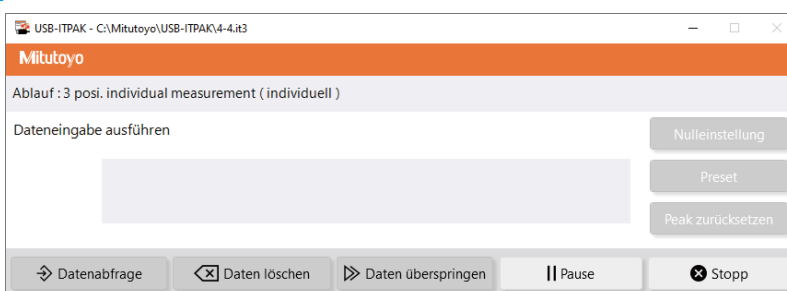 USB-ITPAK - C:\Mitutoyo\USB-ITPAK\4-4.it3
Mitutoyo
Ablauf : 3 posi. individual measurement ( individuell )
Dateneingabe ausführen
Nulleinstellung
Preset
Peak zurücksetzen
Datenabfrage
Daten löschen
Daten überspringen
Pause
Stopp